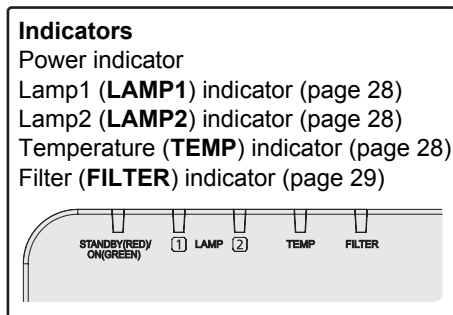 Indicators
Power indicator
Lamp1 (LAMP1) indicator (page 28)
Lamp2 (LAMP2) indicator (page 28)
Temperature (TEMP) indicator (page 28)
Filter (FILTER) indicator (page 29)
STANDBY(RED)/ 1 LAMP 2 TEMP FILTER
ON(GREEN)